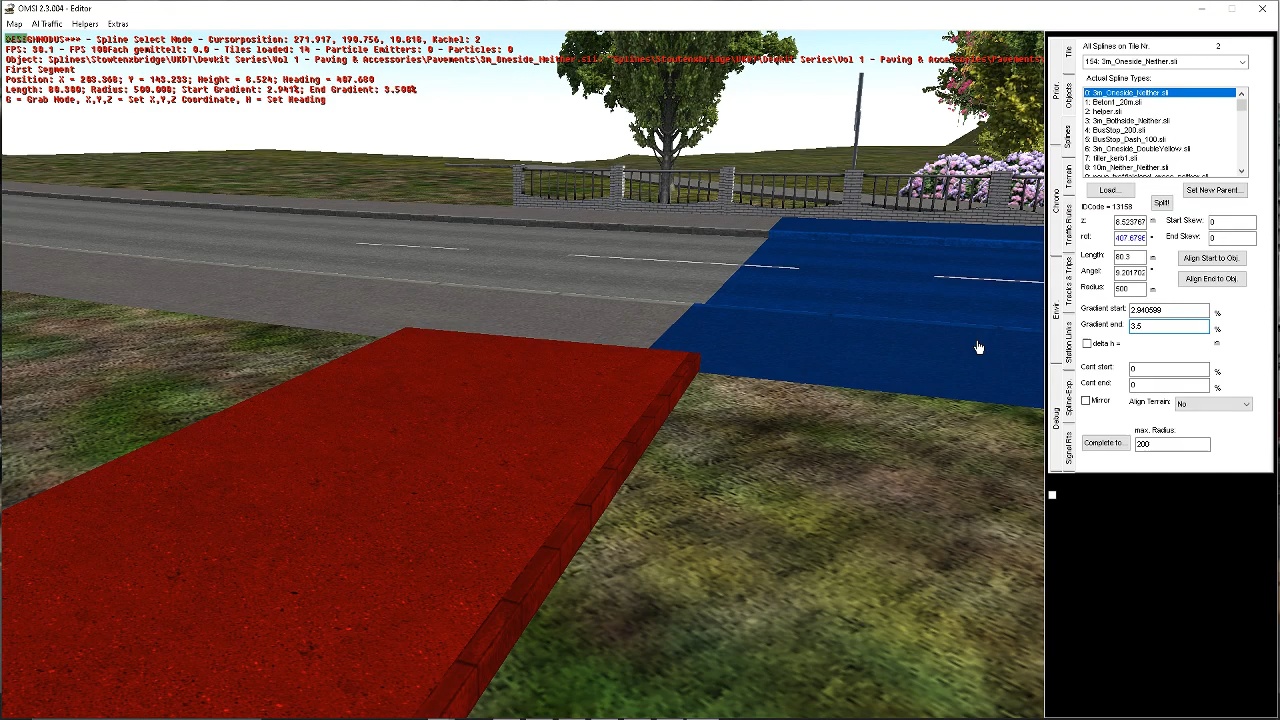 OMSI 2.3.004 - Editor
Map AI Traffic Helpers Extras
DESIGNMODUS*** - Spline Select Mode - Cursorposition: 271.917, 190.756, 10.818, Kachel: 2
FPS: 30.1 - FPS 100Fach gemittelt: 0.0 - Tiles loaded: 14 - Particle Emitters: 0 - Particles: 0
Object: Splines\Stowtenxbridge\UKDT\Devkit Series\Vol 1 - Paving & Accessories\Pavements\3m_Oneside_Neither.sli
First Segment
Position: X = 208.368; Y = 143.233; Height = 8.524; Heading = 407.680
Length: 80.300; Radius: 500.000; Start Gradient: 2.941%; End Gradient: 3.500%
G = Grab Node, X,Y,Z = Set X,Y,Z Coordinate, H = Set Heading
All Splines on Tile Nr. 2
154: 3m_Oneside_Neither.sli
Actual Spline Types:
0: 3m_Oneside_Neither.sli
1: Beton1_20m.sli
2: helper.sli
3: 3m_Bothside_Neither.sli
4: BusStop_200.sli
5: BusStop_Dash_100.sli
6: 3m_Oneside_DoubleYellow.sli
7: filler_kerb1.sli
8: 10m_Neither_Neither.sli
Load... Set New Parent...
Split!
IDCode = 13158
z: 8.523767 m Start Skew: 0
rot: 407.6796 ° End Skew: 0
Length: 80.3 m Align Start to Obj.
Angel: 9.201702 ° Align End to Obj.
Radius: 500 m
Gradient start: 2.940599 %
Gradient end: 3.5 %
delta h = m
Cant start: 0 %
Cant end: 0 %
Mirror Align Terrain: No
max. Radius:
Complete to... 200
Tile
Objects
Splines
Terrain
Traffic Rules
Tracks & Trips
Station Links
Spline-Exp.
Signal Rts
Prior.
Chrono
Envir.
Debug